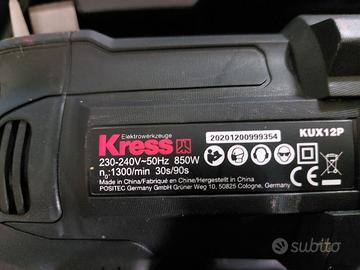 20201200999354
KUX12P
Elektrowerkzeuge
Kress
230-240V~50Hz 850W
n₀:1300/min 30s/90s
Made in China/Fabriqué en Chine/Hergestellt in China
POSITEC Germany GmbH Grüner Weg 10, 50825 Cologne, Germany
subito